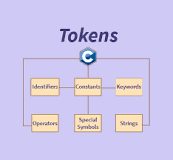 Tokens
C
Identifiers
Constants
Keywords
Operators
Special
Symbols
Strings